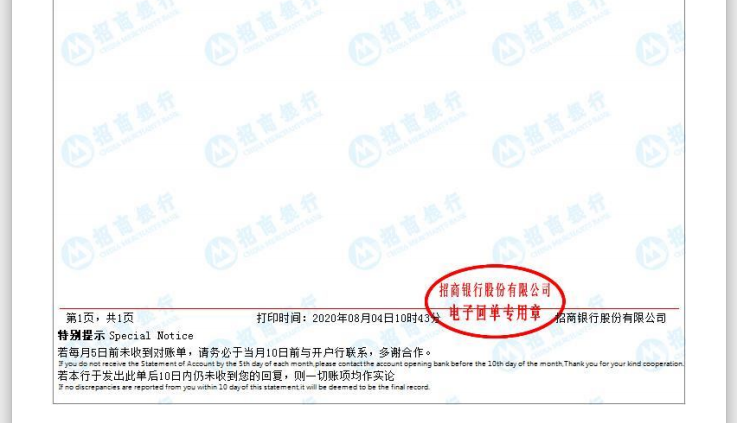 招商银行股份有限公司
电子回单专用章
第1页，共1页 打印时间：2020年08月04日10时43分 招商银行股份有限公司
特别提示 Special Notice
若每月5日前未收到对账单，请务必于当月10日前与开户行联系，多谢合作。
If you do not receive the Statement of Account by the 5th day of each month,please contact the account opening bank before the 10th day of the month,Thank you for your kind cooperation.
若本行于发出此单后10日内仍未收到您的回复，则一切账项均作实论
If no discrepancies are reported from you within 10 day of this statement,it will be deemed to be the final record.